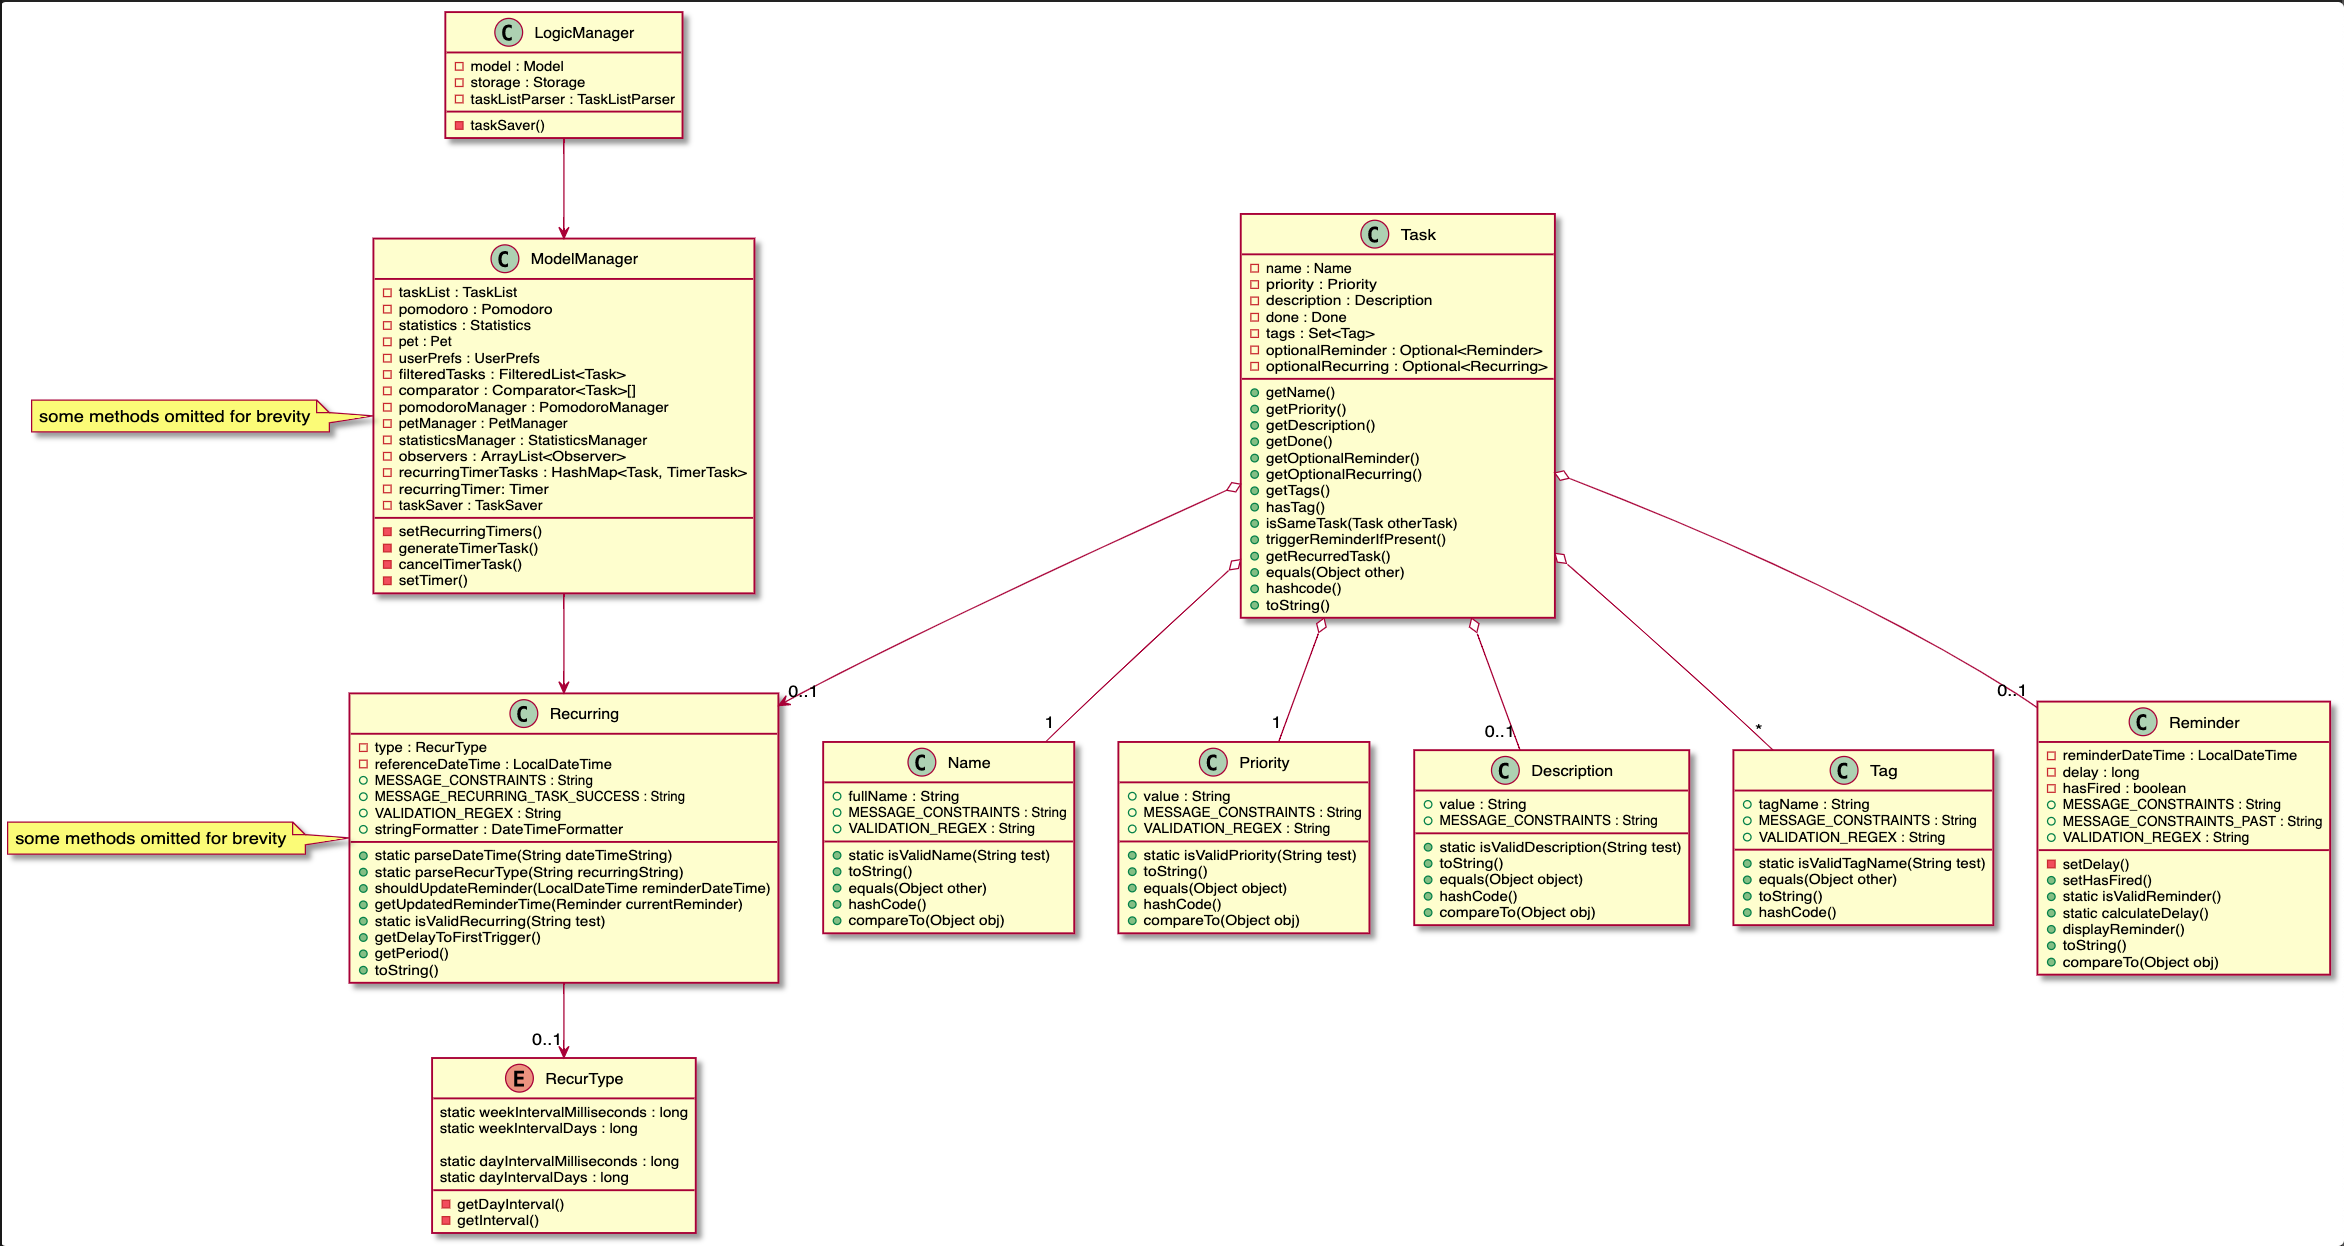 C LogicManager
model : Model
storage : Storage
taskListParser : TaskListParser
taskSaver()
C ModelManager
taskList : TaskList
pomodoro : Pomodoro
statistics : Statistics
pet : Pet
userPrefs : UserPrefs
filteredTasks : FilteredList<Task>
comparator : Comparator<Task>[]
pomodoroManager : PomodoroManager
petManager : PetManager
statisticsManager : StatisticsManager
observers : ArrayList<Observer>
recurringTimerTasks : HashMap<Task, TimerTask>
recurringTimer: Timer
taskSaver : TaskSaver
setRecurringTimers()
generateTimerTask()
cancelTimerTask()
setTimer()
some methods omitted for brevity
C Task
name : Name
priority : Priority
description : Description
done : Done
tags : Set<Tag>
optionalReminder : Optional<Reminder>
optionalRecurring : Optional<Recurring>
getName()
getPriority()
getDescription()
getDone()
getOptionalReminder()
getOptionalRecurring()
getTags()
hasTag()
isSameTask(Task otherTask)
triggerReminderIfPresent()
getRecurredTask()
equals(Object other)
hashcode()
toString()
0..1
1
1
0..1
*
0..1
C Recurring
type : RecurType
referenceDateTime : LocalDateTime
MESSAGE_CONSTRAINTS : String
MESSAGE_RECURRING_TASK_SUCCESS : String
VALIDATION_REGEX : String
stringFormatter : DateTimeFormatter
static parseDateTime(String dateTimeString)
static parseRecurType(String recurringString)
shouldUpdateReminder(LocalDateTime reminderDateTime)
getUpdatedReminderTime(Reminder currentReminder)
static isValidRecurring(String test)
getDelayToFirstTrigger()
getPeriod()
toString()
some methods omitted for brevity
C Name
fullName : String
MESSAGE_CONSTRAINTS : String
VALIDATION_REGEX : String
static isValidName(String test)
toString()
equals(Object other)
hashCode()
compareTo(Object obj)
C Priority
value : String
MESSAGE_CONSTRAINTS : String
VALIDATION_REGEX : String
static isValidPriority(String test)
toString()
equals(Object object)
hashCode()
compareTo(Object obj)
C Description
value : String
MESSAGE_CONSTRAINTS : String
static isValidDescription(String test)
toString()
equals(Object object)
hashCode()
compareTo(Object obj)
C Tag
tagName : String
MESSAGE_CONSTRAINTS : String
VALIDATION_REGEX : String
static isValidTagName(String test)
equals(Object other)
toString()
hashCode()
C Reminder
reminderDateTime : LocalDateTime
delay : long
hasFired : boolean
MESSAGE_CONSTRAINTS : String
MESSAGE_CONSTRAINTS_PAST : String
VALIDATION_REGEX : String
setDelay()
setHasFired()
static isValidReminder()
static calculateDelay()
displayReminder()
toString()
compareTo(Object obj)
0..1
E RecurType
static weekIntervalMilliseconds : long
static weekIntervalDays : long
static dayIntervalMilliseconds : long
static dayIntervalDays : long
getDayInterval()
getInterval()